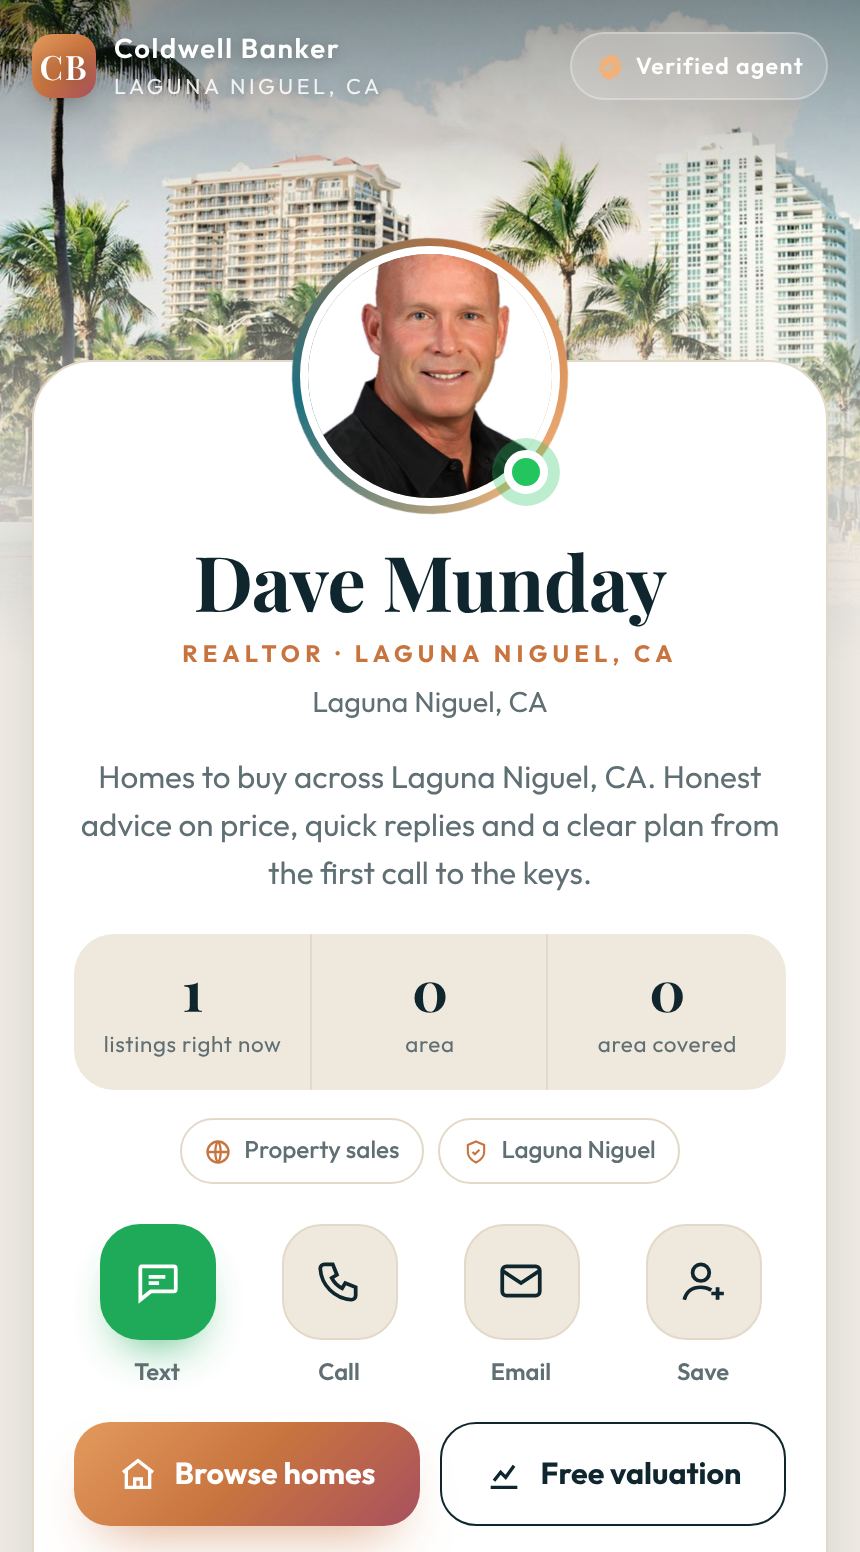 CB
Coldwell Banker
LAGUNA NIGUEL, CA
Verified agent
Dave Munday
REALTOR · LAGUNA NIGUEL, CA
Laguna Niguel, CA
Homes to buy across Laguna Niguel, CA. Honest
advice on price, quick replies and a clear plan from
the first call to the keys.
1 0 0
listings right now area area covered
Property sales Laguna Niguel
Text Call Email Save
Browse homes Free valuation